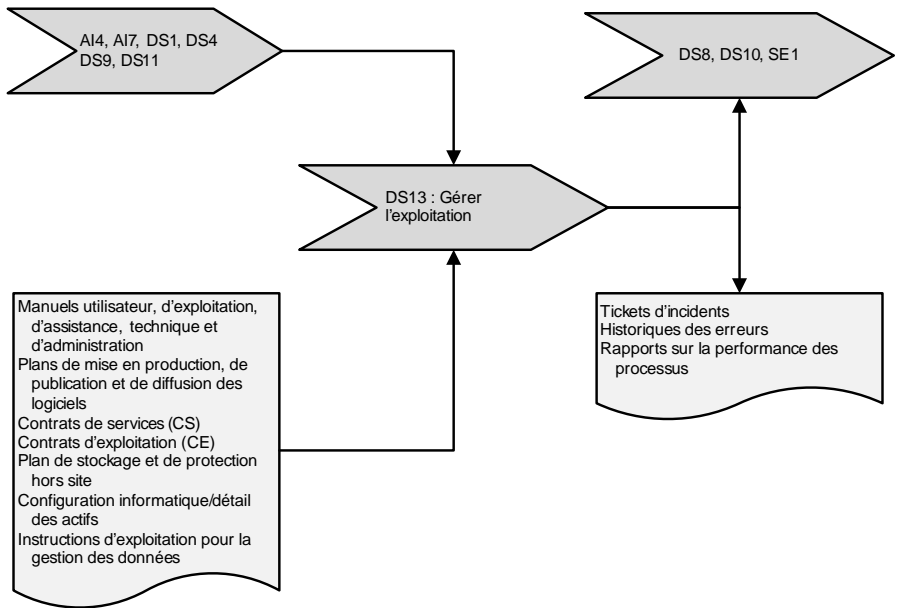 AI4, AI7, DS1, DS4
DS9, DS11
DS8, DS10, SE1
DS13 : Gérer
l'exploitation
Manuels utilisateur, d'exploitation,
d'assistance, technique et
d'administration
Plans de mise en production, de
publication et de diffusion des
logiciels
Contrats de services (CS)
Contrats d'exploitation (CE)
Plan de stockage et de protection
hors site
Configuration informatique/détail
des actifs
Instructions d'exploitation pour la
gestion des données
Tickets d'incidents
Historiques des erreurs
Rapports sur la performance des
processus